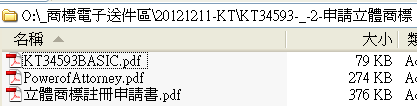 O:\_商標電子送件區\20121211-KT\KT34593-_-2-申請立體商標
名稱 大小
KT34593BASIC.pdf 79 KB
PowerofAttorney.pdf 274 KB
立體商標註冊申請書.pdf 376 KB